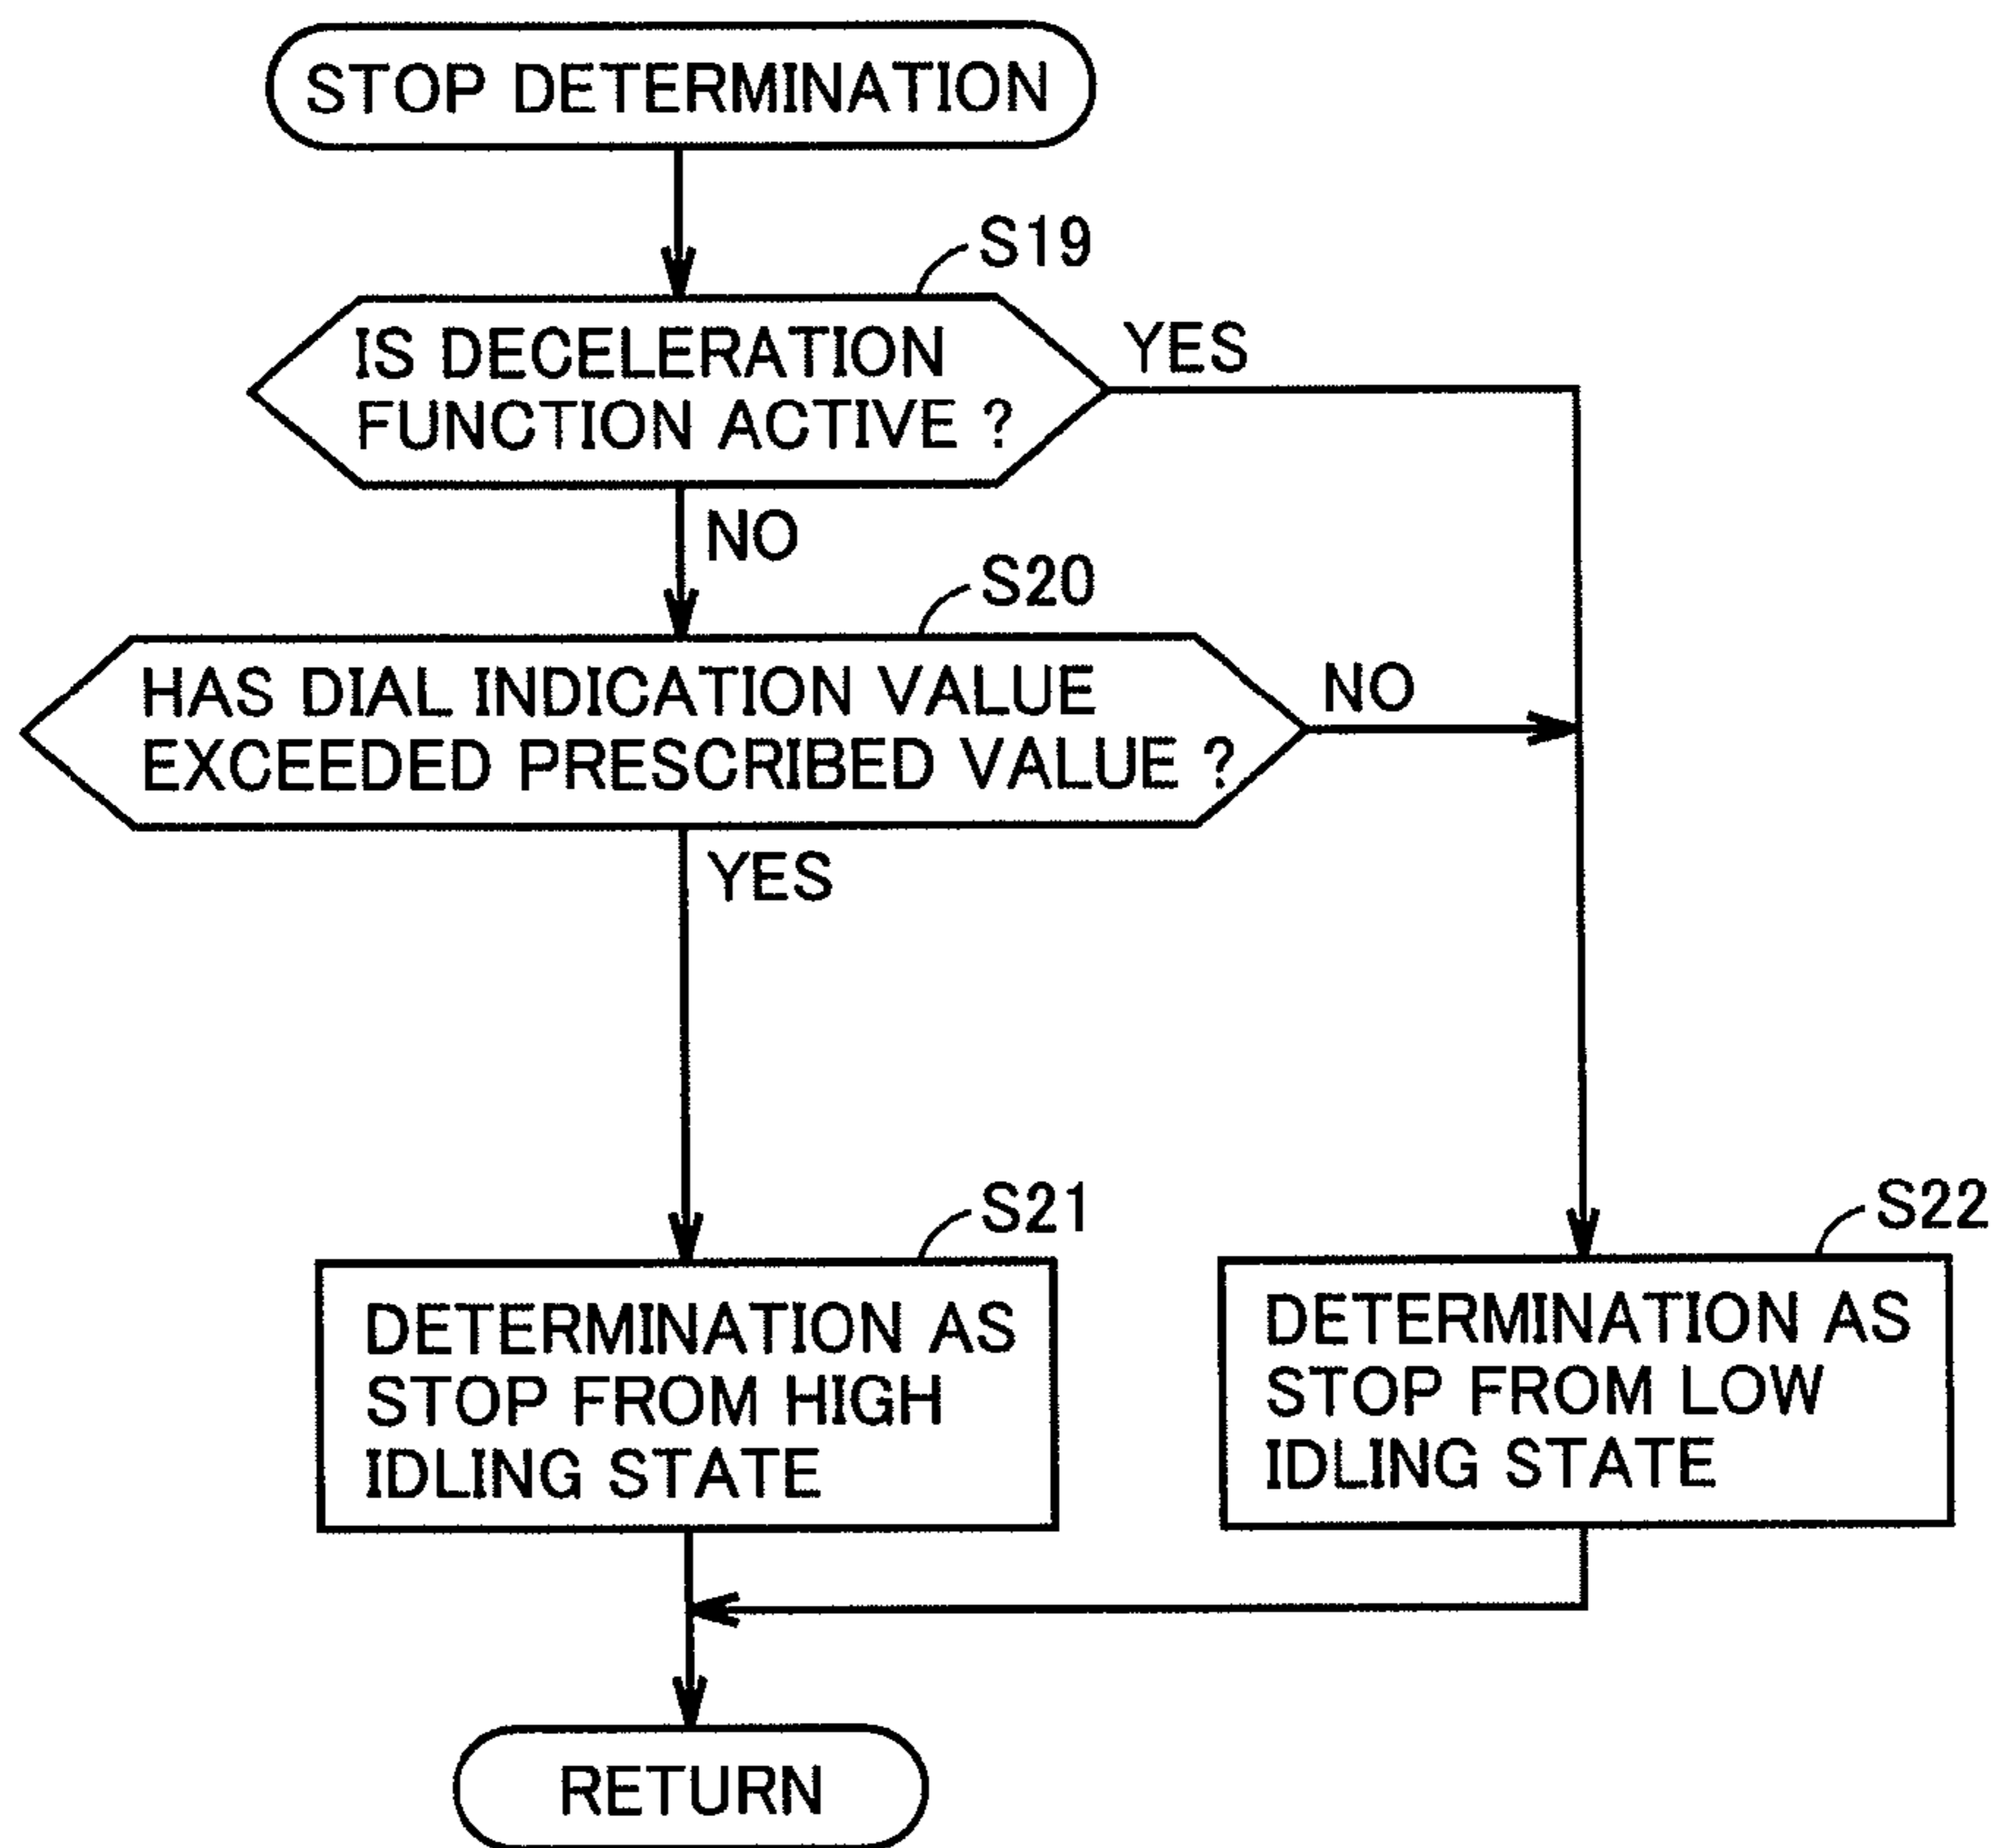 STOP DETERMINATION
S19
IS DECELERATION
FUNCTION ACTIVE ?
YES
NO
S20
HAS DIAL INDICATION VALUE
EXCEEDED PRESCRIBED VALUE ?
NO
YES
S21
DETERMINATION AS
STOP FROM HIGH
IDLING STATE
S22
DETERMINATION AS
STOP FROM LOW
IDLING STATE
RETURN